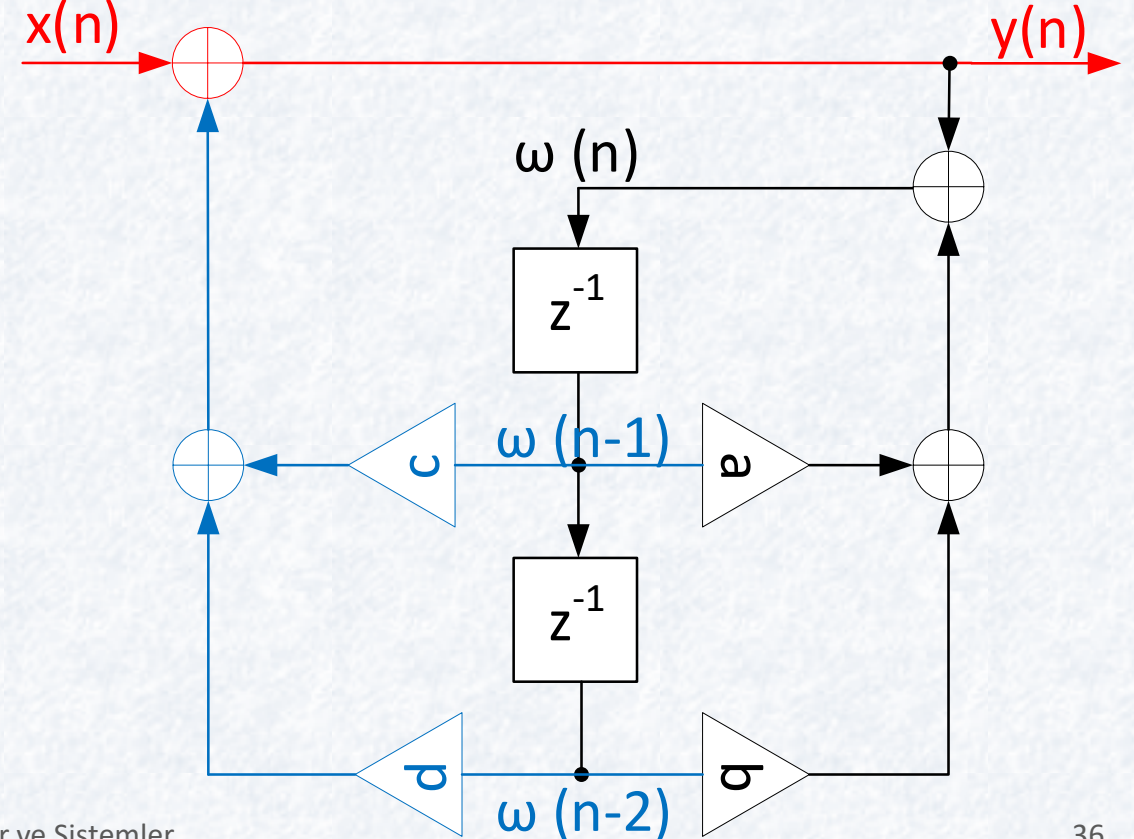 x(n)
y(n)
ω (n)
z⁻¹
c
ω (n-1)
a
z⁻¹
d
b
ω (n-2)
r ve Sistemler
36